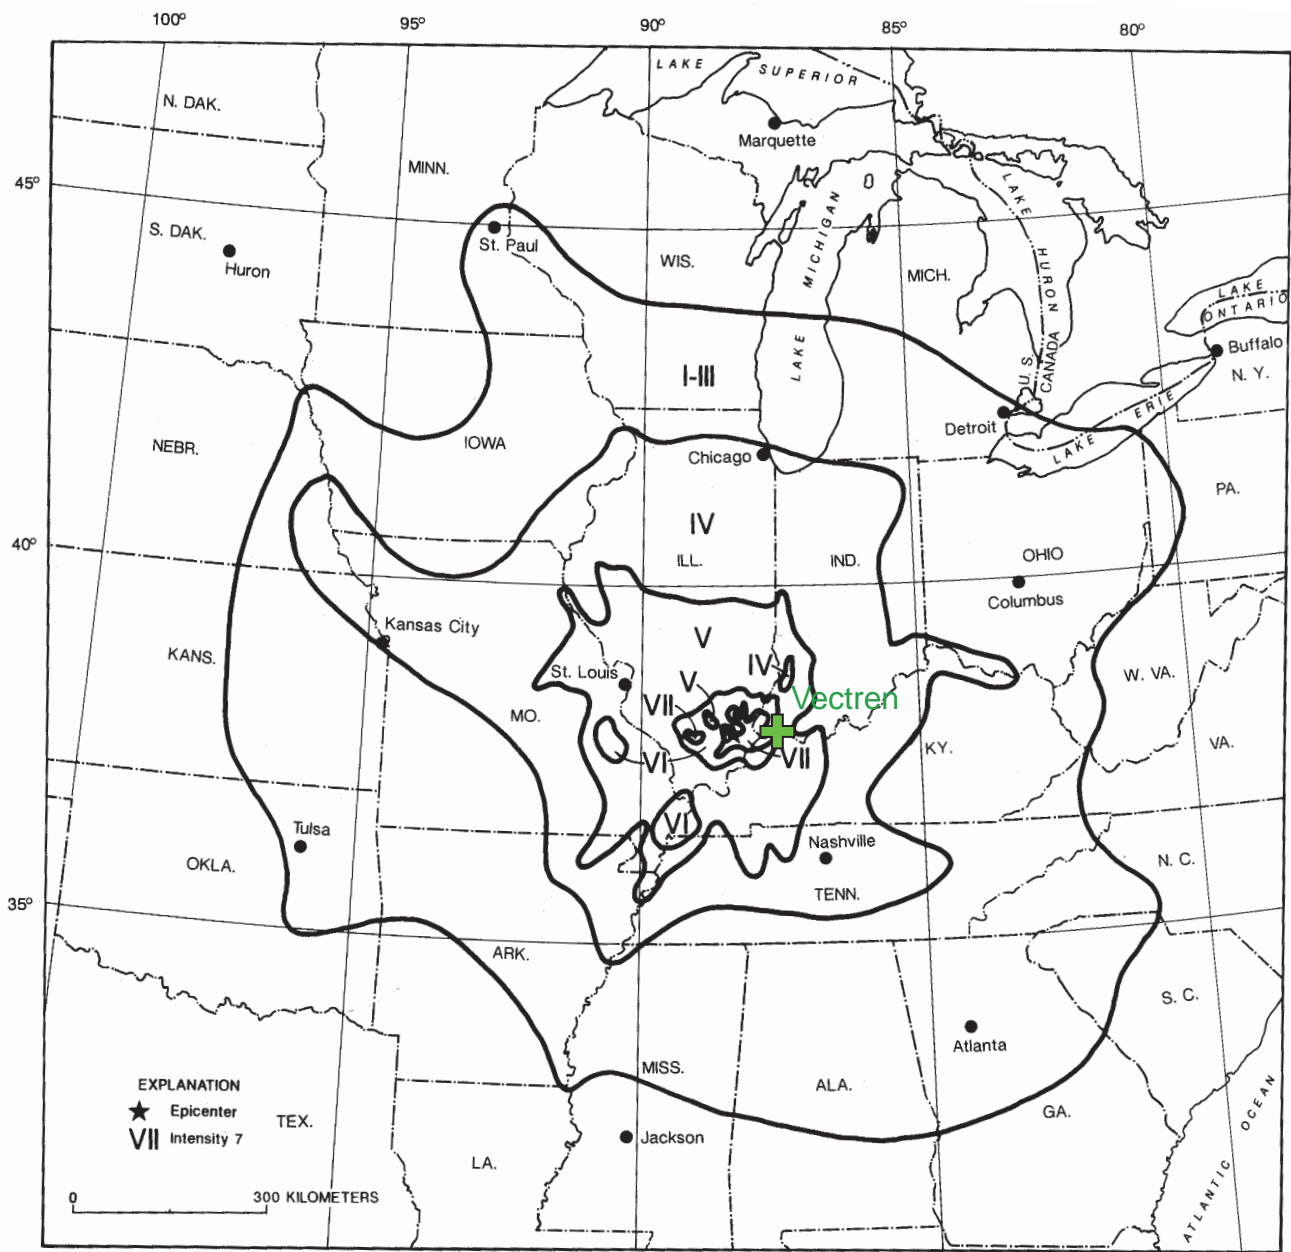 100° 95° 90° 85° 80°
LAKE SUPERIOR
N. DAK.
Marquette
MINN.
45°
LAKE HURON
LAKE MICHIGAN
S. DAK.
Huron
St. Paul
WIS.
MICH.
LAKE ONTARIO
Buffalo
N. Y.
U. S.
CANADA
I-III
LAKE ERIE
Detroit
NEBR.
IOWA
Chicago
PA.
IV
40°
ILL.
IND.
OHIO
Columbus
Kansas City
KANS.
V
St. Louis
IV
W. VA.
V
Vectren
MO.
VII
VA.
KY.
VI
VII
Tulsa
VI
Nashville
OKLA.
N. C.
TENN.
35°
ARK.
S. C.
Atlanta
MISS.
ALA.
GA.
EXPLANATION
Epicenter
VII Intensity 7
TEX.
Jackson
LA.
ATLANTIC OCEAN
0 300 KILOMETERS